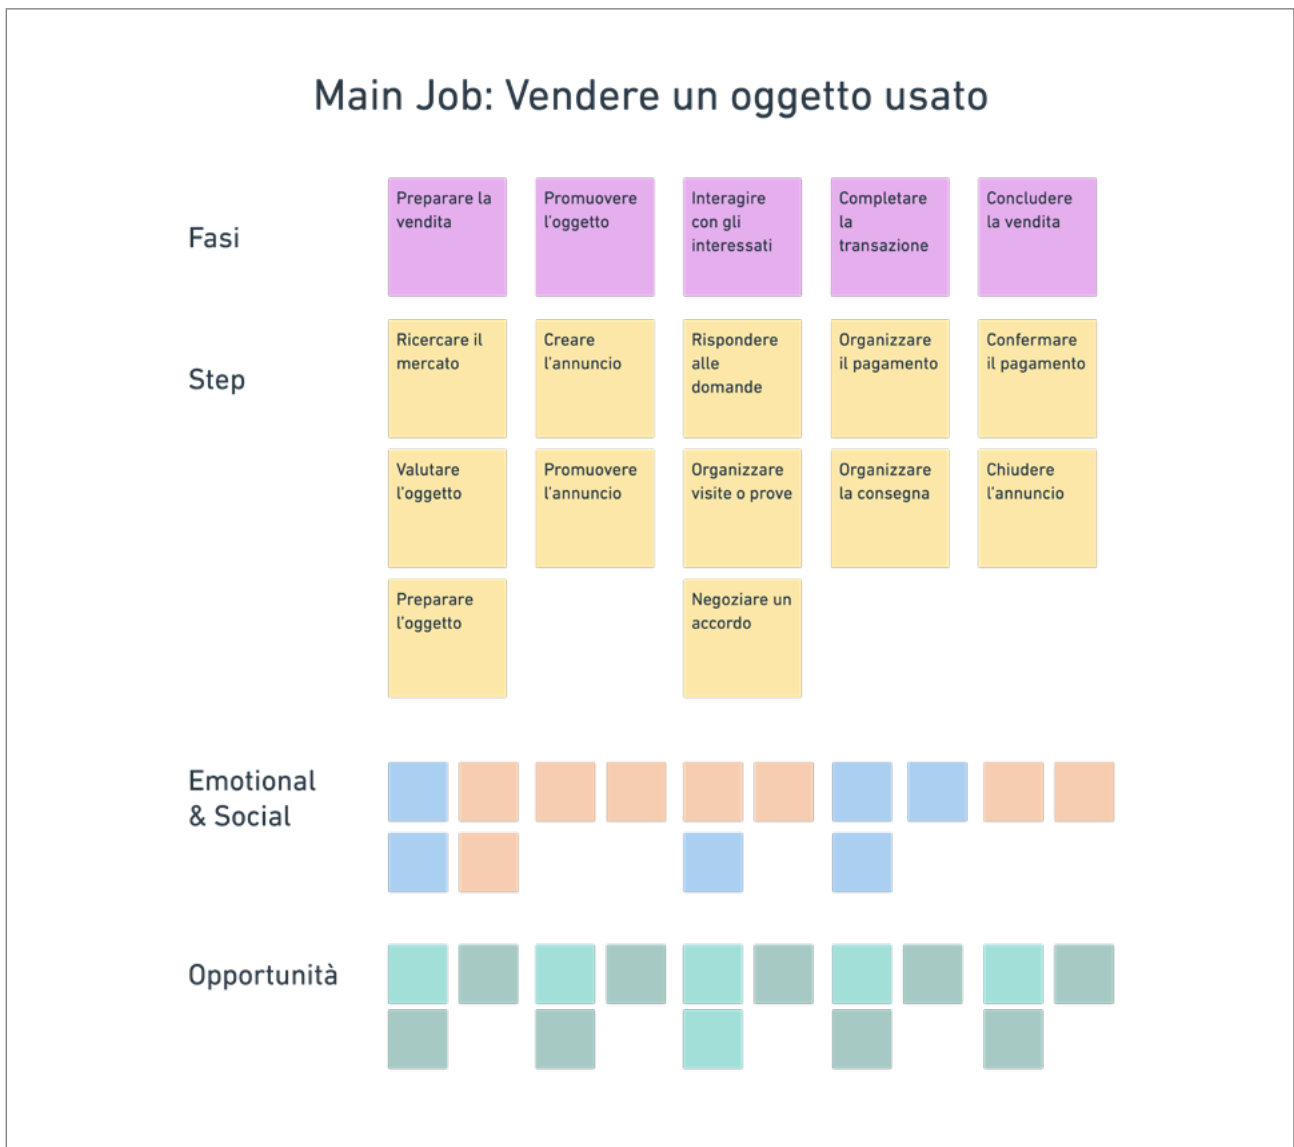 Main Job: Vendere un oggetto usato
Fasi
Preparare la
vendita
Promuovere
l'oggetto
Interagire
con gli
interessati
Completare
la
transazione
Concludere
la vendita
Step
Ricercare il
mercato
Creare
l'annuncio
Rispondere
alle
domande
Organizzare
il pagamento
Confermare
il pagamento
Valutare
l'oggetto
Promuovere
l'annuncio
Organizzare
visite o prove
Organizzare
la consegna
Chiudere
l'annuncio
Preparare
l'oggetto
Negoziare un
accordo
Emotional
& Social
Opportunità